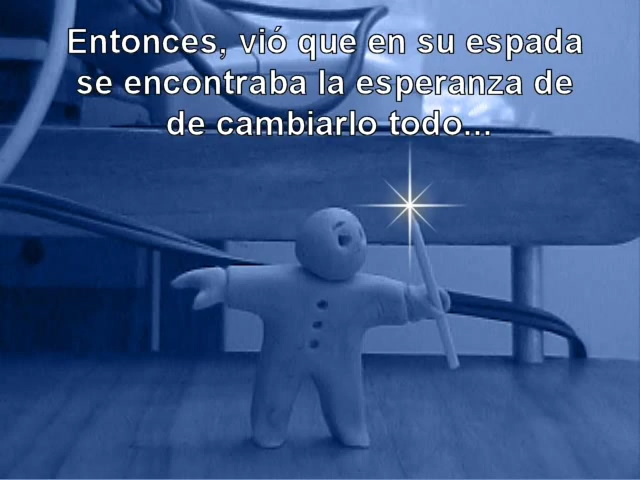 Entonces, vió que en su espada
se encontraba la esperanza de
de cambiarlo todo...